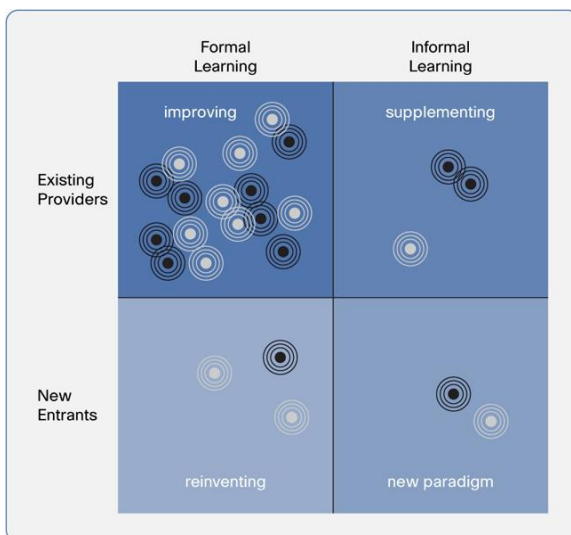 Formal
Learning
Informal
Learning
improving
supplementing
Existing
Providers
New
Entrants
reinventing
new paradigm